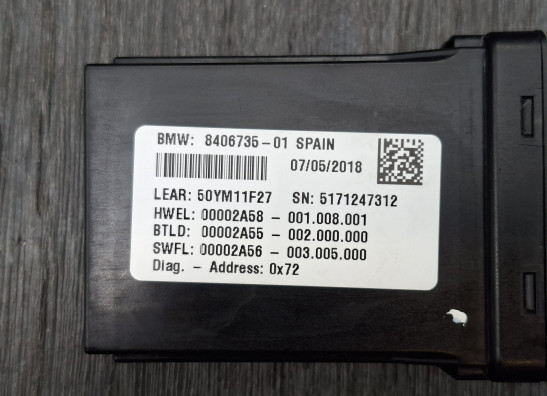 BMW: 8406735-01 SPAIN
07/05/2018
LEAR: 50YM11F27 SN: 5171247312
HWEL: 00002A58 - 001.008.001
BTLD: 00002A55 - 002.000.000
SWFL: 00002A56 - 003.005.000
Diag. - Address: 0x72